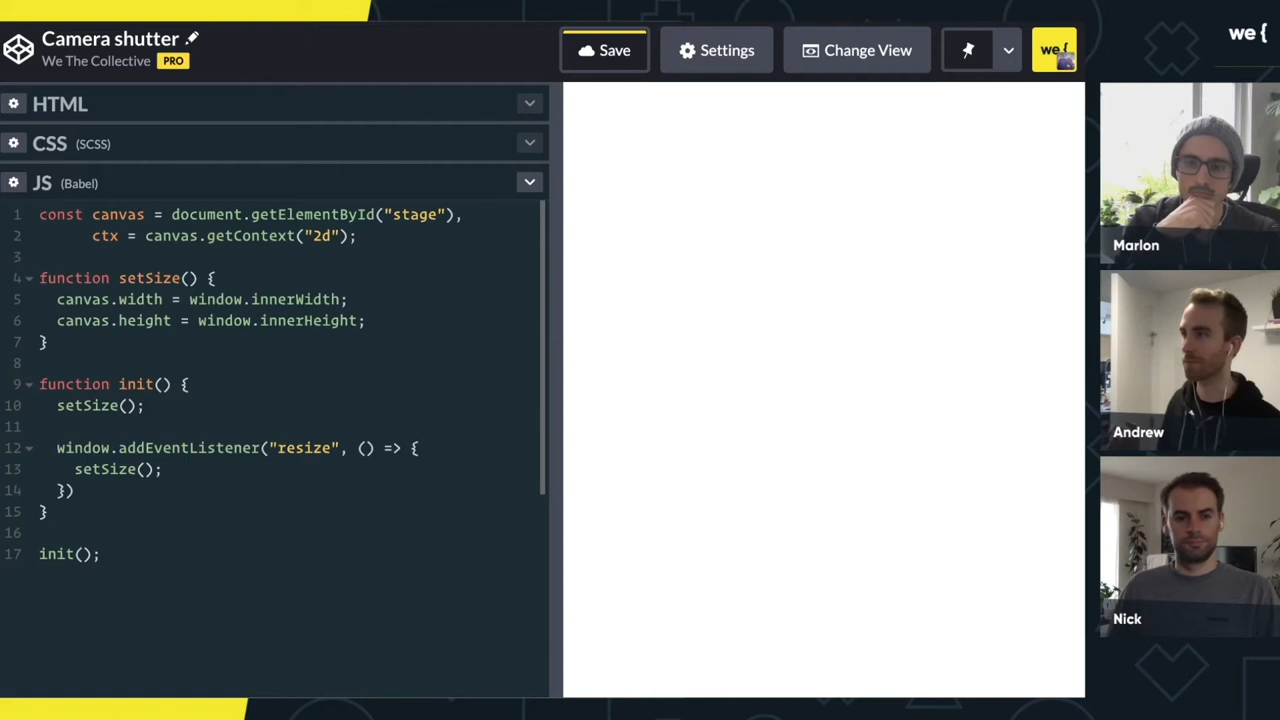 Camera shutter
We The Collective PRO
Save
Settings
Change View
we {
we {
HTML
CSS (SCSS)
JS (Babel)
1 const canvas = document.getElementById("stage"),
2 ctx = canvas.getContext("2d");
3
4 function setSize() {
5 canvas.width = window.innerWidth;
6 canvas.height = window.innerHeight;
7 }
8
9 function init() {
10 setSize();
11
12 window.addEventListener("resize", () => {
13 setSize();
14 })
15 }
16
17 init();
Marlon
Andrew
Nick